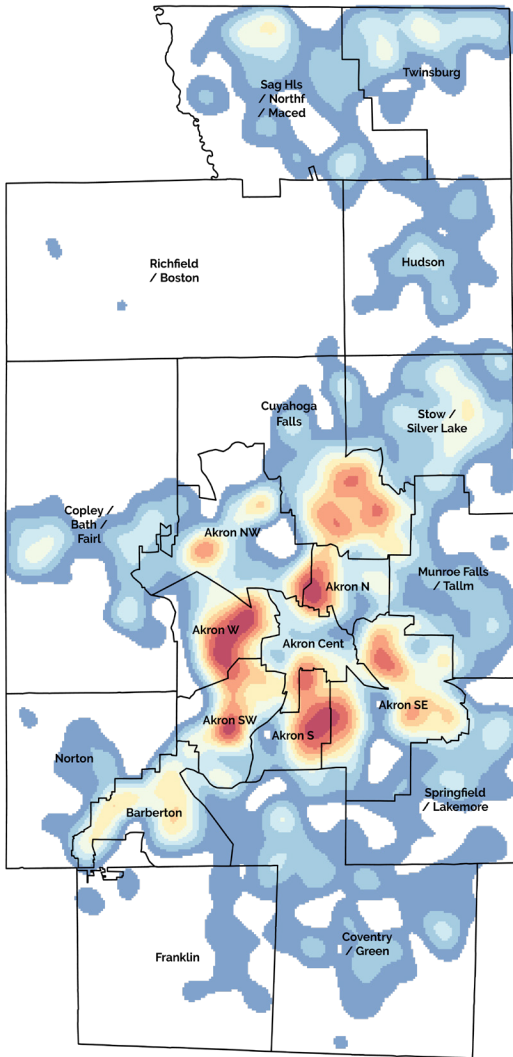 Twinsburg
Sag Hls
/ Northf
/ Maced
Richfield
/ Boston
Hudson
Cuyahoga
Falls
Stow /
Silver Lake
Copley /
Bath /
Fairl
Akron NW
Akron N
Munroe Falls
/ Tallm
Akron W
Akron Cent
Akron SW
Akron S
Akron SE
Norton
Barberton
Springfield
/ Lakemore
Franklin
Coventry
/ Green